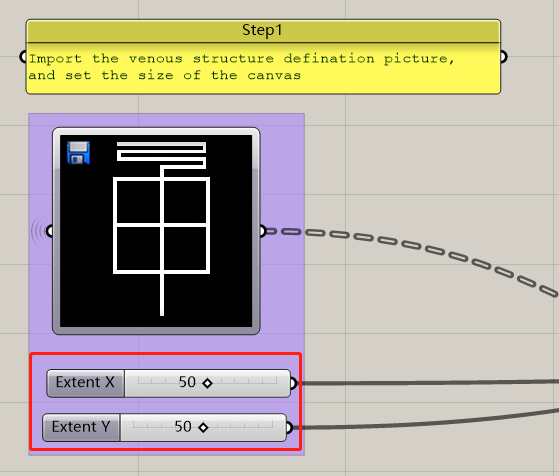 Step1
Import the venous structure defination picture,
and set the size of the canvas
Extent X 50
Extent Y 50